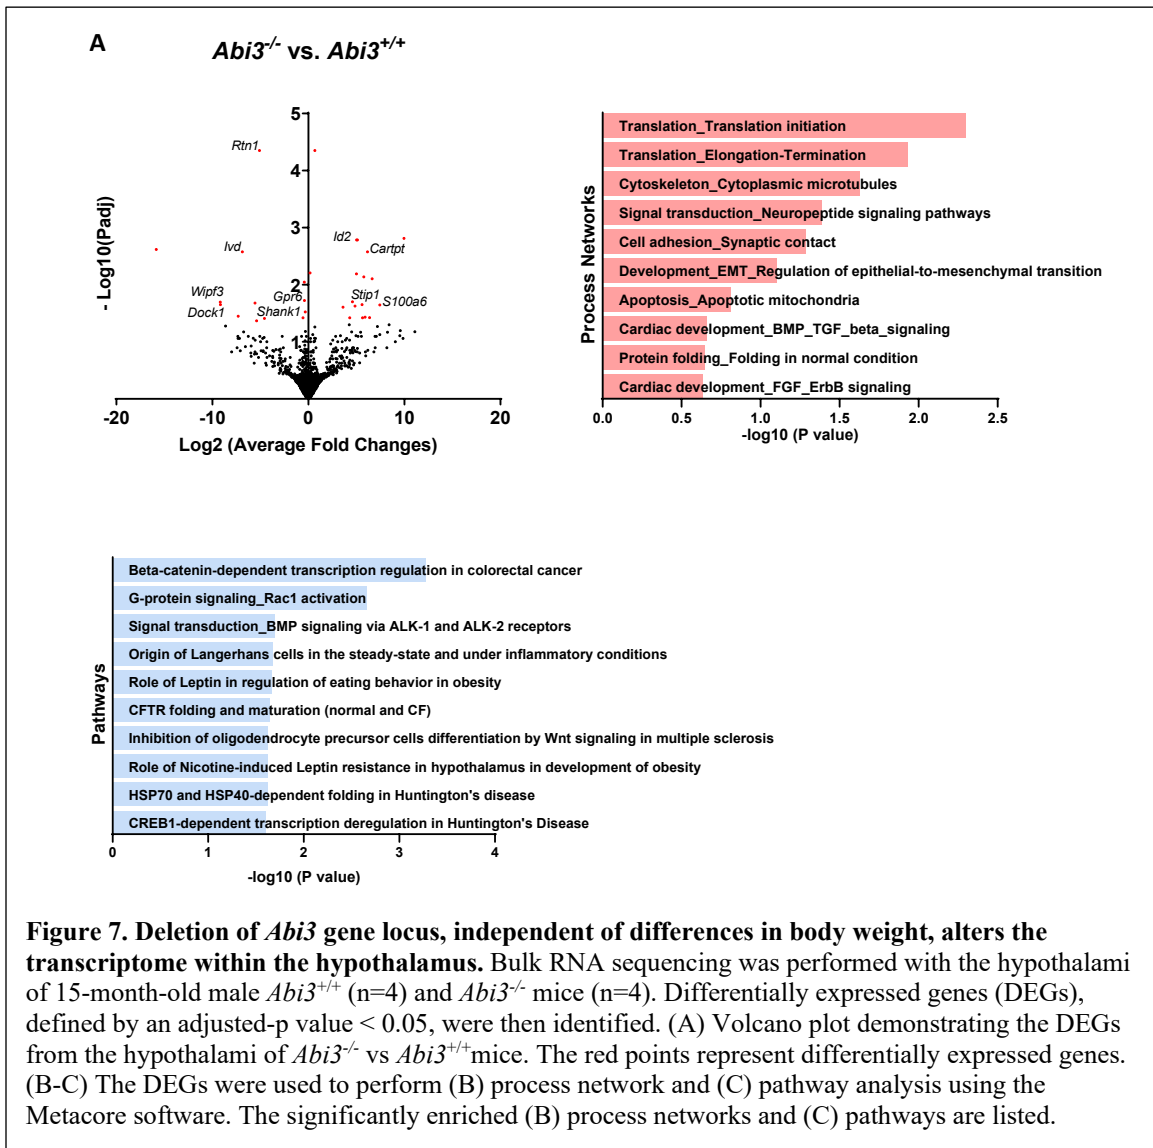 A
Abi3-/- vs. Abi3+/+
5
4
3
2
1
Rtn1
Ivd
Id2
Cartpt
Wipf3
Dock1
Gpr6
Shank1
Stip1
S100a6
- Log10(Padj)
-20
-10
0
10
20
Log2 (Average Fold Changes)
Process Networks
Translation_Translation initiation
Translation_Elongation-Termination
Cytoskeleton_Cytoplasmic microtubules
Signal transduction_Neuropeptide signaling pathways
Cell adhesion_Synaptic contact
Development_EMT_Regulation of epithelial-to-mesenchymal transition
Apoptosis_Apoptotic mitochondria
Cardiac development_BMP_TGF_beta_signaling
Protein folding_Folding in normal condition
Cardiac development_FGF_ErbB signaling
0.0
0.5
1.0
1.5
2.0
2.5
-log10 (P value)
Pathways
Beta-catenin-dependent transcription regulation in colorectal cancer
G-protein signaling_Rac1 activation
Signal transduction_BMP signaling via ALK-1 and ALK-2 receptors
Origin of Langerhans cells in the steady-state and under inflammatory conditions
Role of Leptin in regulation of eating behavior in obesity
CFTR folding and maturation (normal and CF)
Inhibition of oligodendrocyte precursor cells differentiation by Wnt signaling in multiple sclerosis
Role of Nicotine-induced Leptin resistance in hypothalamus in development of obesity
HSP70 and HSP40-dependent folding in Huntington's disease
CREB1-dependent transcription deregulation in Huntington's Disease
0
1
2
3
4
-log10 (P value)
Figure 7. Deletion of Abi3 gene locus, independent of differences in body weight, alters the
transcriptome within the hypothalamus. Bulk RNA sequencing was performed with the hypothalami
of 15-month-old male Abi3+/+ (n=4) and Abi3-/- mice (n=4). Differentially expressed genes (DEGs),
defined by an adjusted-p value < 0.05, were then identified. (A) Volcano plot demonstrating the DEGs
from the hypothalami of Abi3-/- vs Abi3+/+mice. The red points represent differentially expressed genes.
(B-C) The DEGs were used to perform (B) process network and (C) pathway analysis using the
Metacore software. The significantly enriched (B) process networks and (C) pathways are listed.